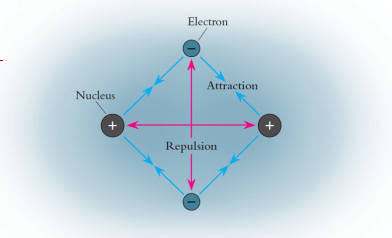 Electron
Attraction
Nucleus
+
+
Repulsion
−
−